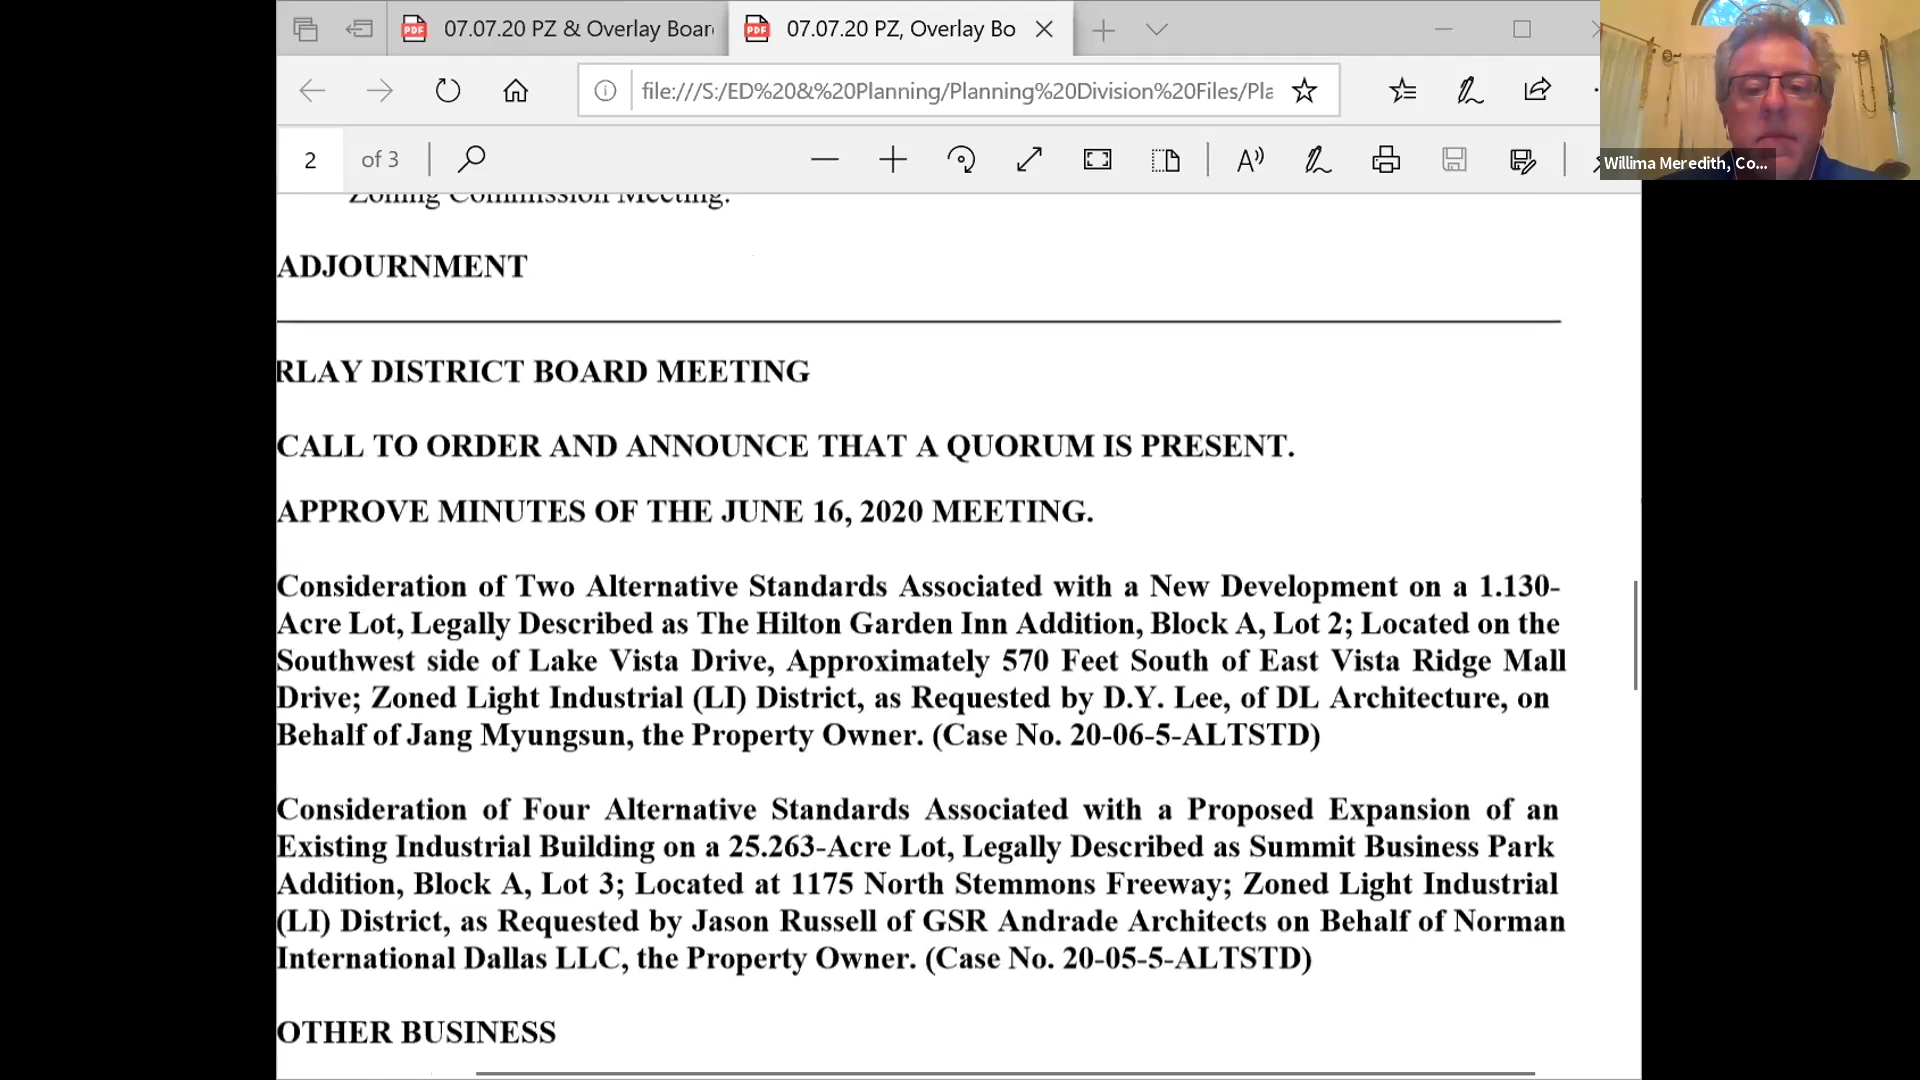 07.07.20 PZ & Overlay Boar
07.07.20 PZ, Overlay Bo
file:///S:/ED%20&%20Planning/Planning%20Division%20Files/Pla
2 of 3
Willima Meredith, Co...
Zoning Commission Meeting.
ADJOURNMENT
RLAY DISTRICT BOARD MEETING
CALL TO ORDER AND ANNOUNCE THAT A QUORUM IS PRESENT.
APPROVE MINUTES OF THE JUNE 16, 2020 MEETING.
Consideration of Two Alternative Standards Associated with a New Development on a 1.130-
Acre Lot, Legally Described as The Hilton Garden Inn Addition, Block A, Lot 2; Located on the
Southwest side of Lake Vista Drive, Approximately 570 Feet South of East Vista Ridge Mall
Drive; Zoned Light Industrial (LI) District, as Requested by D.Y. Lee, of DL Architecture, on
Behalf of Jang Myungsun, the Property Owner. (Case No. 20-06-5-ALTSTD)
Consideration of Four Alternative Standards Associated with a Proposed Expansion of an
Existing Industrial Building on a 25.263-Acre Lot, Legally Described as Summit Business Park
Addition, Block A, Lot 3; Located at 1175 North Stemmons Freeway; Zoned Light Industrial
(LI) District, as Requested by Jason Russell of GSR Andrade Architects on Behalf of Norman
International Dallas LLC, the Property Owner. (Case No. 20-05-5-ALTSTD)
OTHER BUSINESS